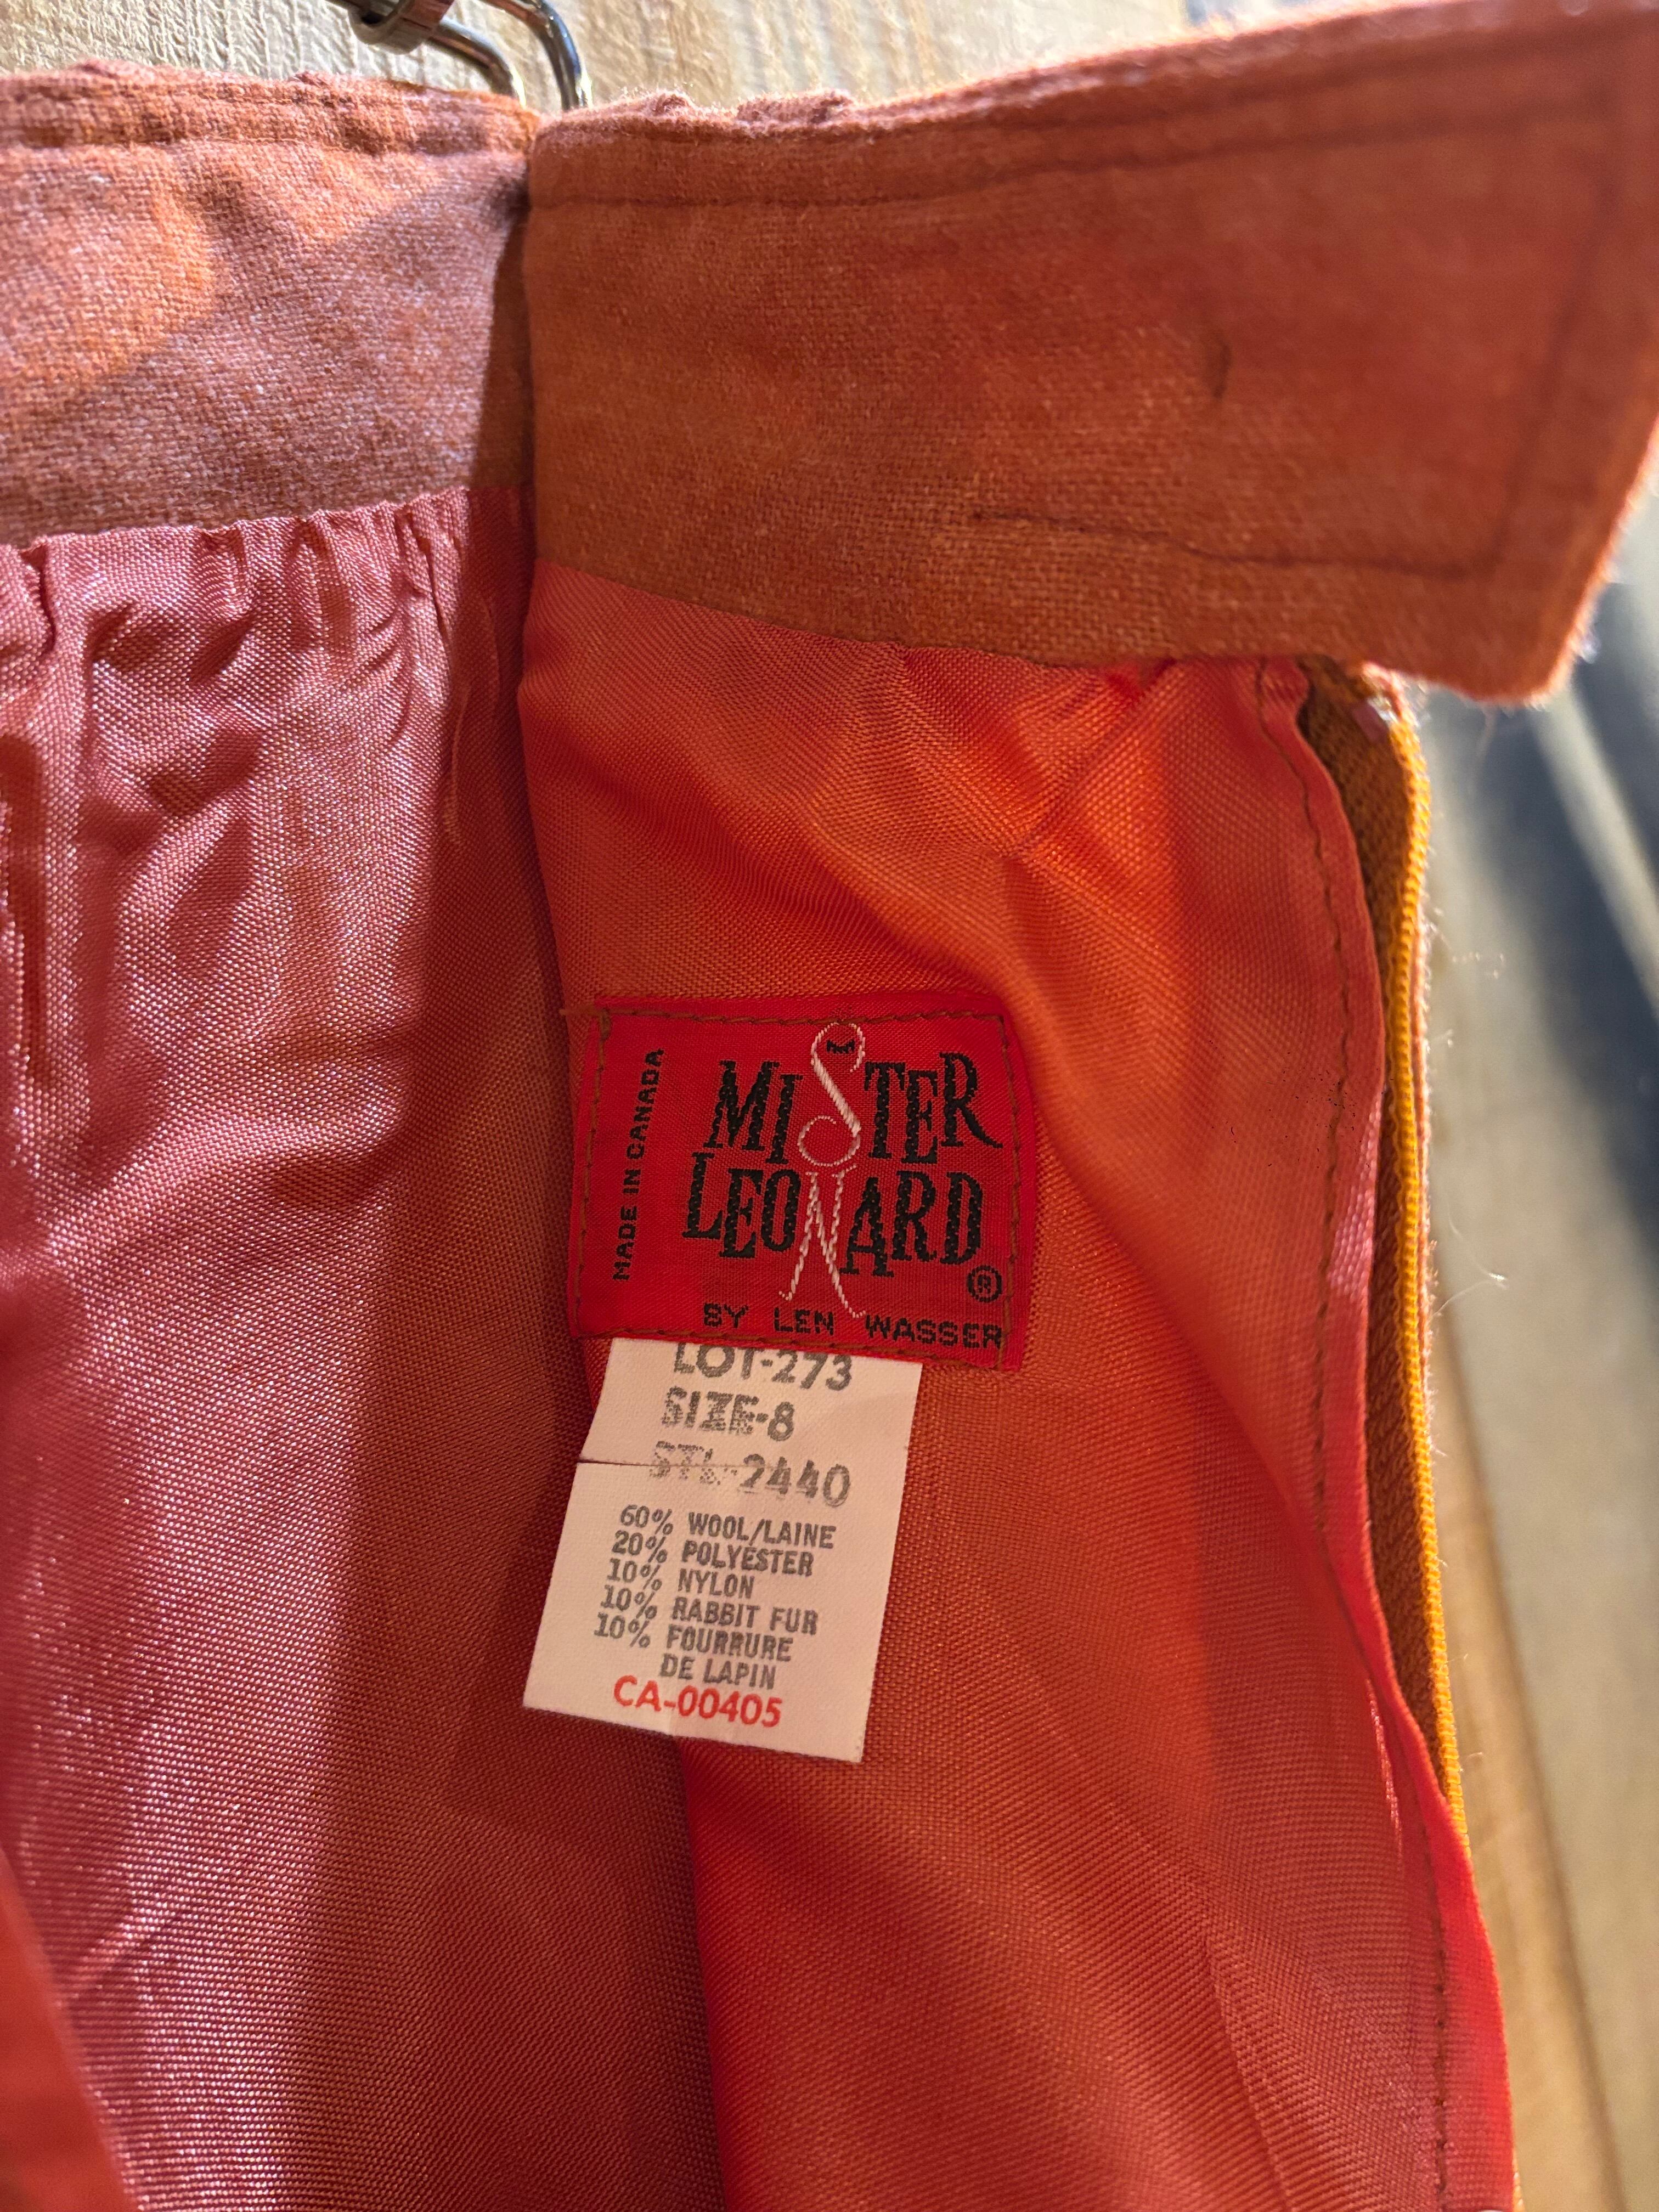 MADE IN CANADA
MISTER
LEONARD ®
BY LEN WASSER
LOT-273
SIZE-8
STL-2440
60% WOOL/LAINE
20% POLYESTER
10% NYLON
10% RABBIT FUR
10% FOURRURE
DE LAPIN
CA-00405